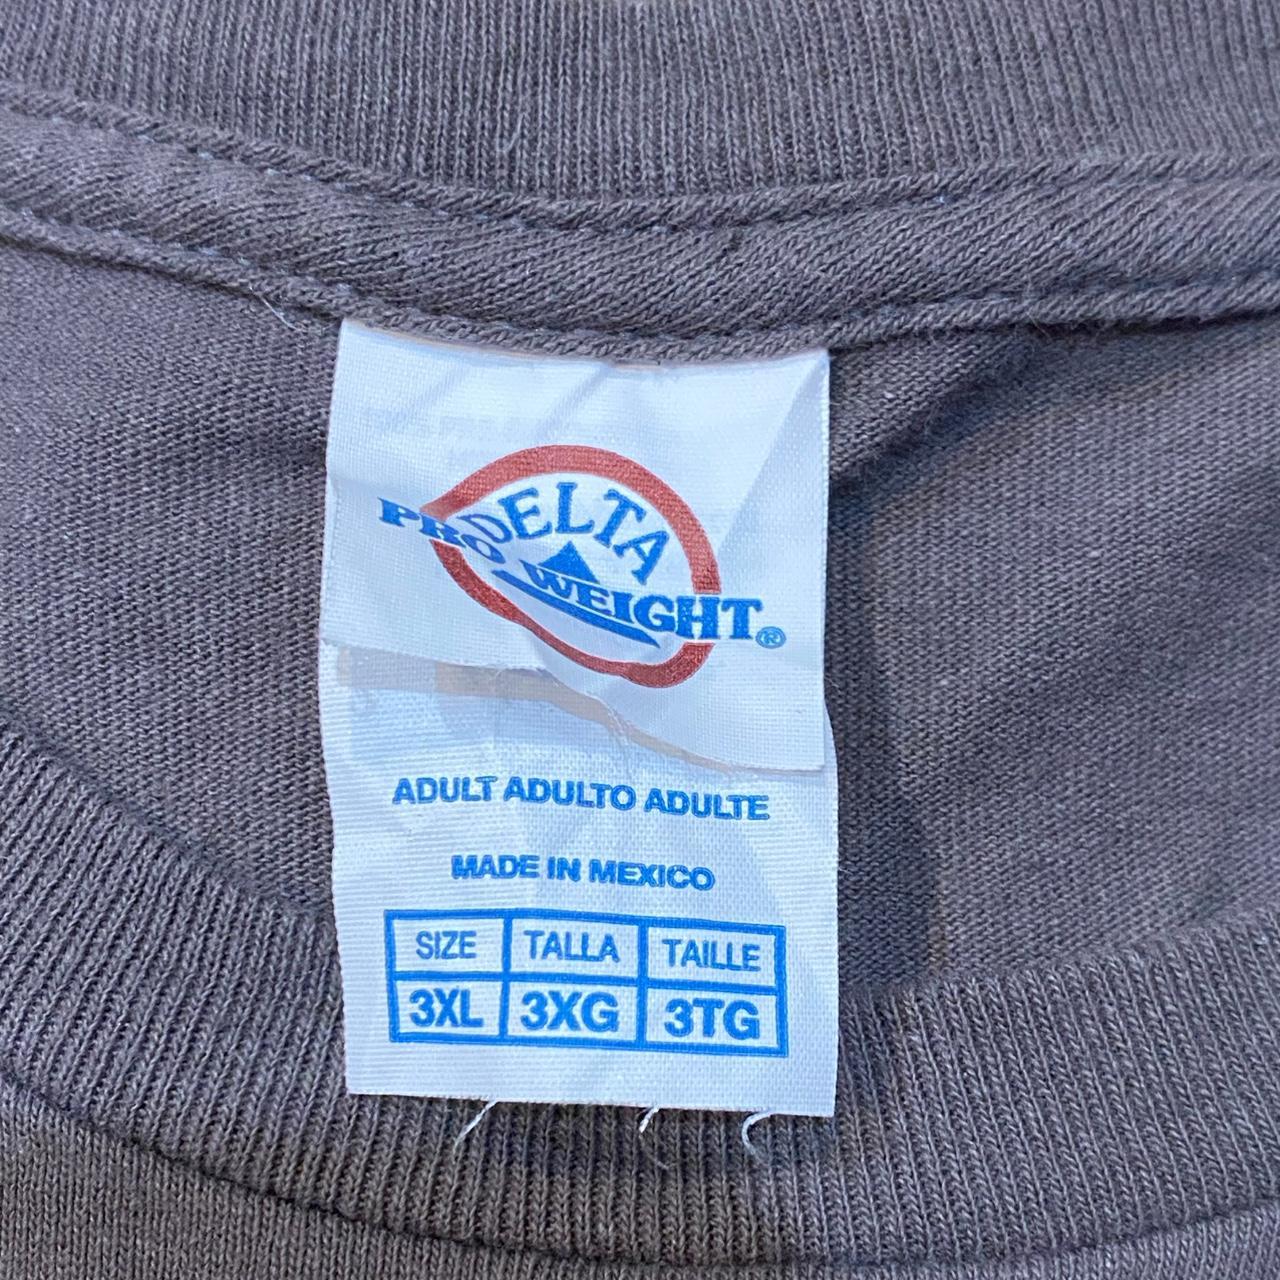 DELTA
PRO WEIGHT®
ADULT ADULTO ADULTE
MADE IN MEXICO
SIZE TALLA TAILLE
3XL 3XG 3TG